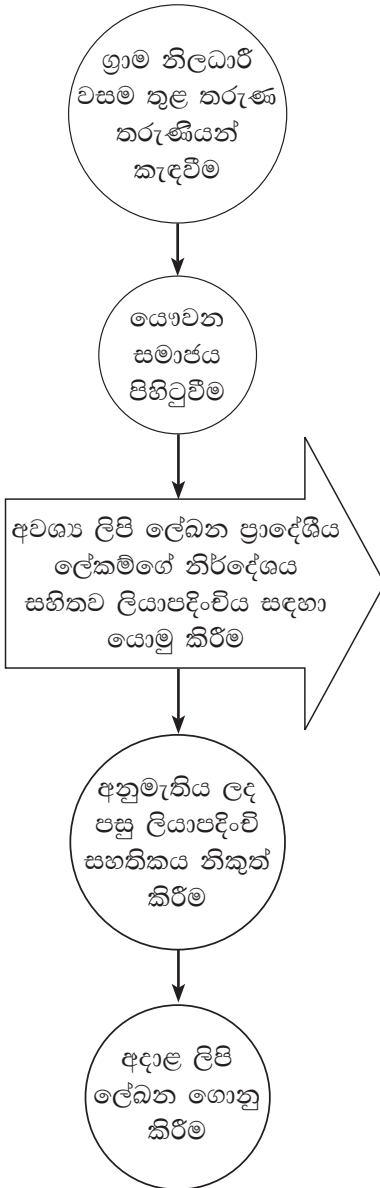 ග්‍රාම නිලධාරී
වසම තුළ තරුණ
තරුණියන්
කැඳවීම
යෞවන
සමාජය
පිහිටුවීම
අවශ්‍ය ලිපි ලේඛන ප්‍රාදේශීය
ලේකම්ගේ නිර්දේශය
සහිතව ලියාපදිංචිය සඳහා
යොමු කිරීම
අනුමැතිය ලද
පසු ලියාපදිංචි
සහතිකය නිකුත්
කිරීම
අදාළ ලිපි
ලේඛන ගොනු
කිරීම